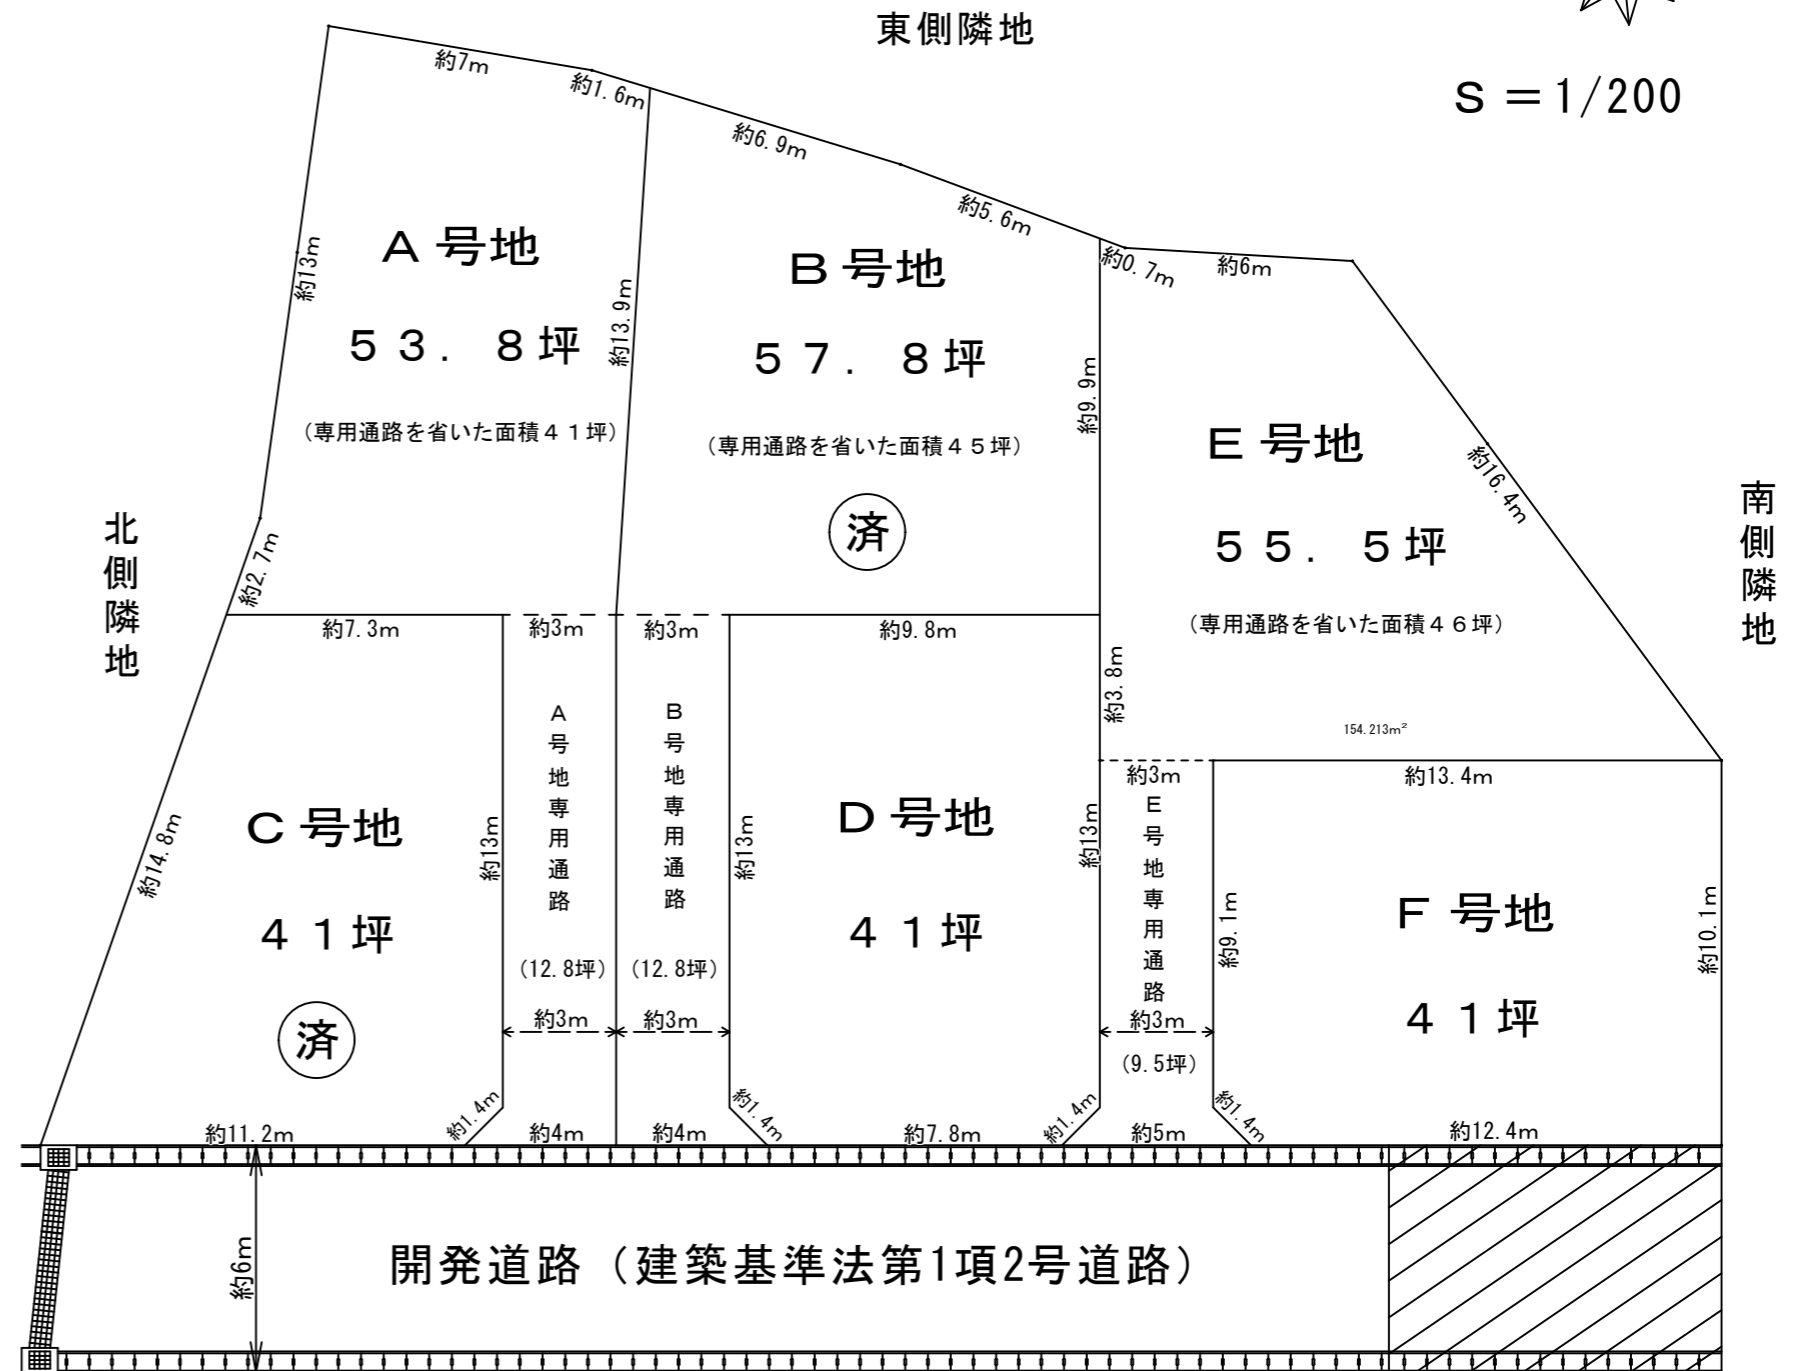 東側隣地
S＝1/200
約7m
約1.6m
約6.9m
約5.6m
約0.7m
約6m
A号地
53.8坪
(専用通路を省いた面積41坪)
約13m
約13.9m
約2.7m
B号地
57.8坪
(専用通路を省いた面積45坪)
済
約9.9m
E号地
55.5坪
(専用通路を省いた面積46坪)
約16.4m
154.213m²
約3.8m
北側隣地
南側隣地
約7.3m
約3m
約3m
約9.8m
約3m
約13.4m
C号地
41坪
済
約14.8m
約13m
A号地専用通路
(12.8坪)
約3m
B号地専用通路
(12.8坪)
約3m
約13m
D号地
41坪
約13m
E号地専用通路
約3m
(9.5坪)
約9.1m
F号地
41坪
約10.1m
約11.2m
約1.4m
約4m
約4m
約1.4m
約7.8m
約1.4m
約5m
約1.4m
約12.4m
約6m
開発道路（建築基準法第1項2号道路）